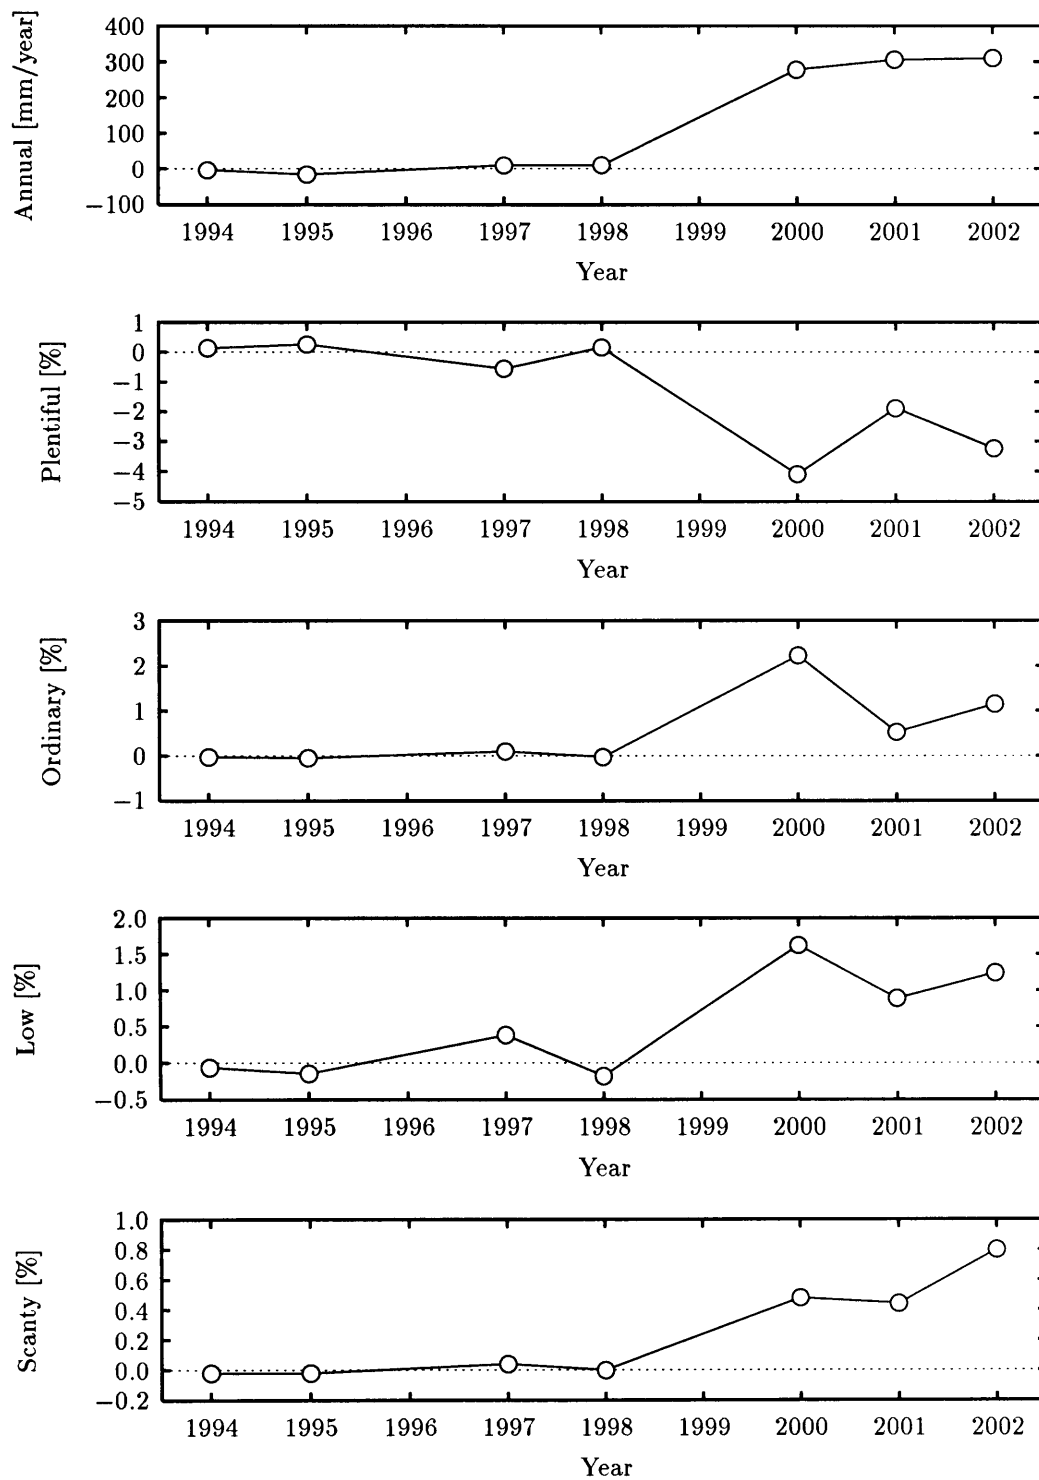 Annual [mm/year]
400
300
200
100
0
−100
1994 1995 1996 1997 1998 1999 2000 2001 2002
Year
Plentiful [%]
1
0
−1
−2
−3
−4
−5
1994 1995 1996 1997 1998 1999 2000 2001 2002
Year
Ordinary [%]
3
2
1
0
−1
1994 1995 1996 1997 1998 1999 2000 2001 2002
Year
Low [%]
2.0
1.5
1.0
0.5
0.0
−0.5
1994 1995 1996 1997 1998 1999 2000 2001 2002
Year
Scanty [%]
1.0
0.8
0.6
0.4
0.2
0.0
−0.2
1994 1995 1996 1997 1998 1999 2000 2001 2002
Year